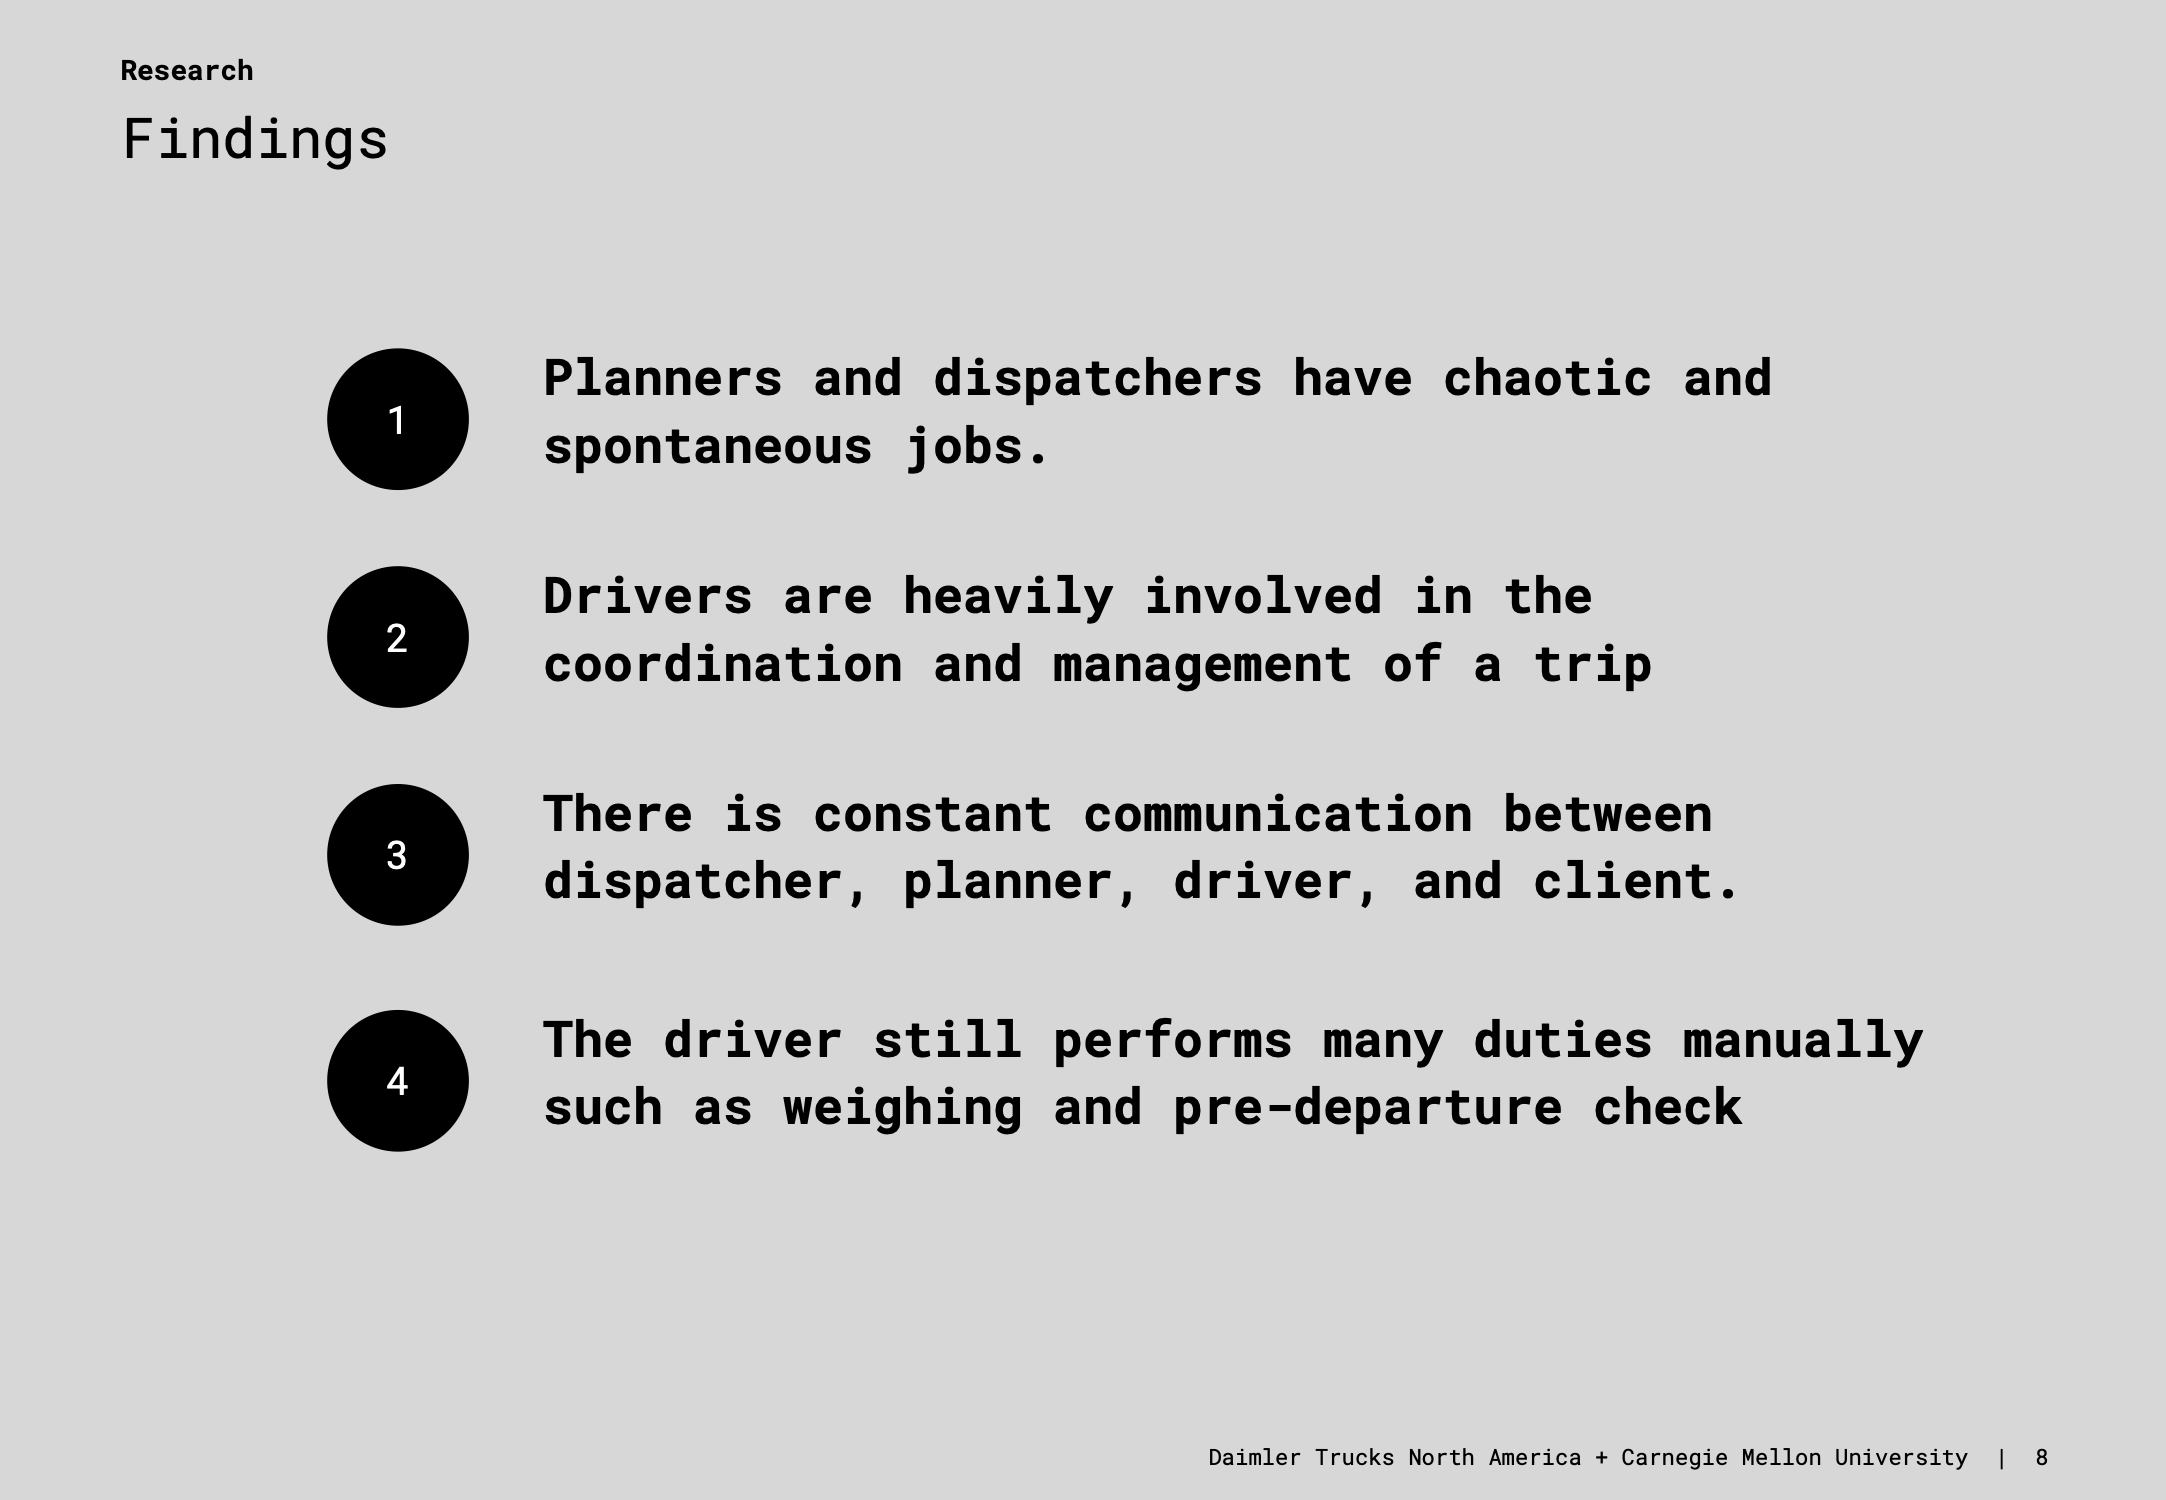 Research
Findings
1
Planners and dispatchers have chaotic and
spontaneous jobs.
2
Drivers are heavily involved in the
coordination and management of a trip
3
There is constant communication between
dispatcher, planner, driver, and client.
4
The driver still performs many duties manually
such as weighing and pre-departure check
Daimler Trucks North America + Carnegie Mellon University | 8